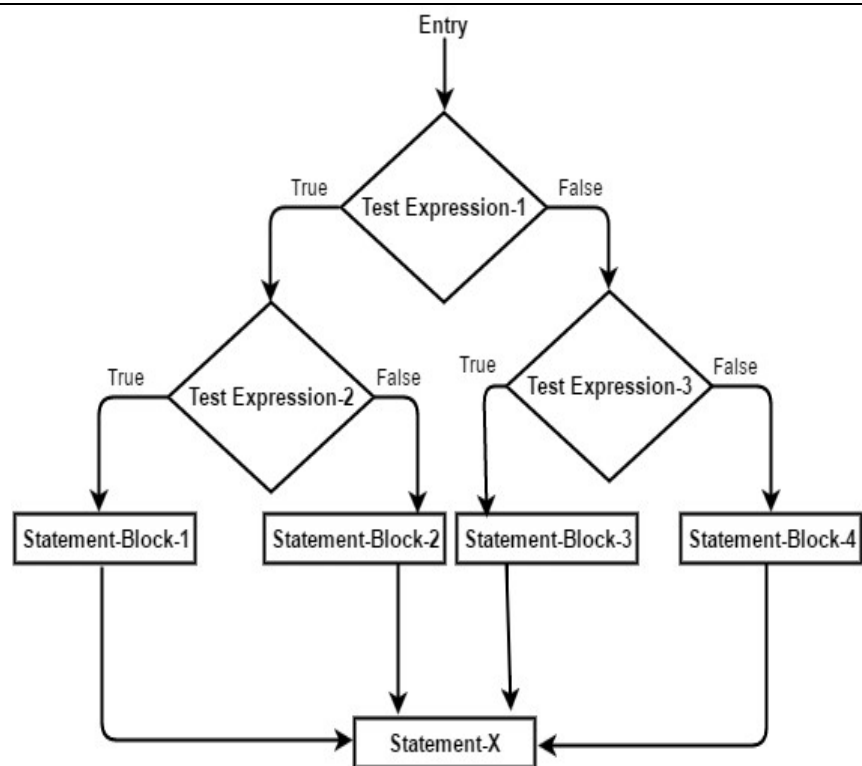 Entry
True
False
Test Expression-1
True
False
True
False
Test Expression-2
Test Expression-3
Statement-Block-1
Statement-Block-2
Statement-Block-3
Statement-Block-4
Statement-X